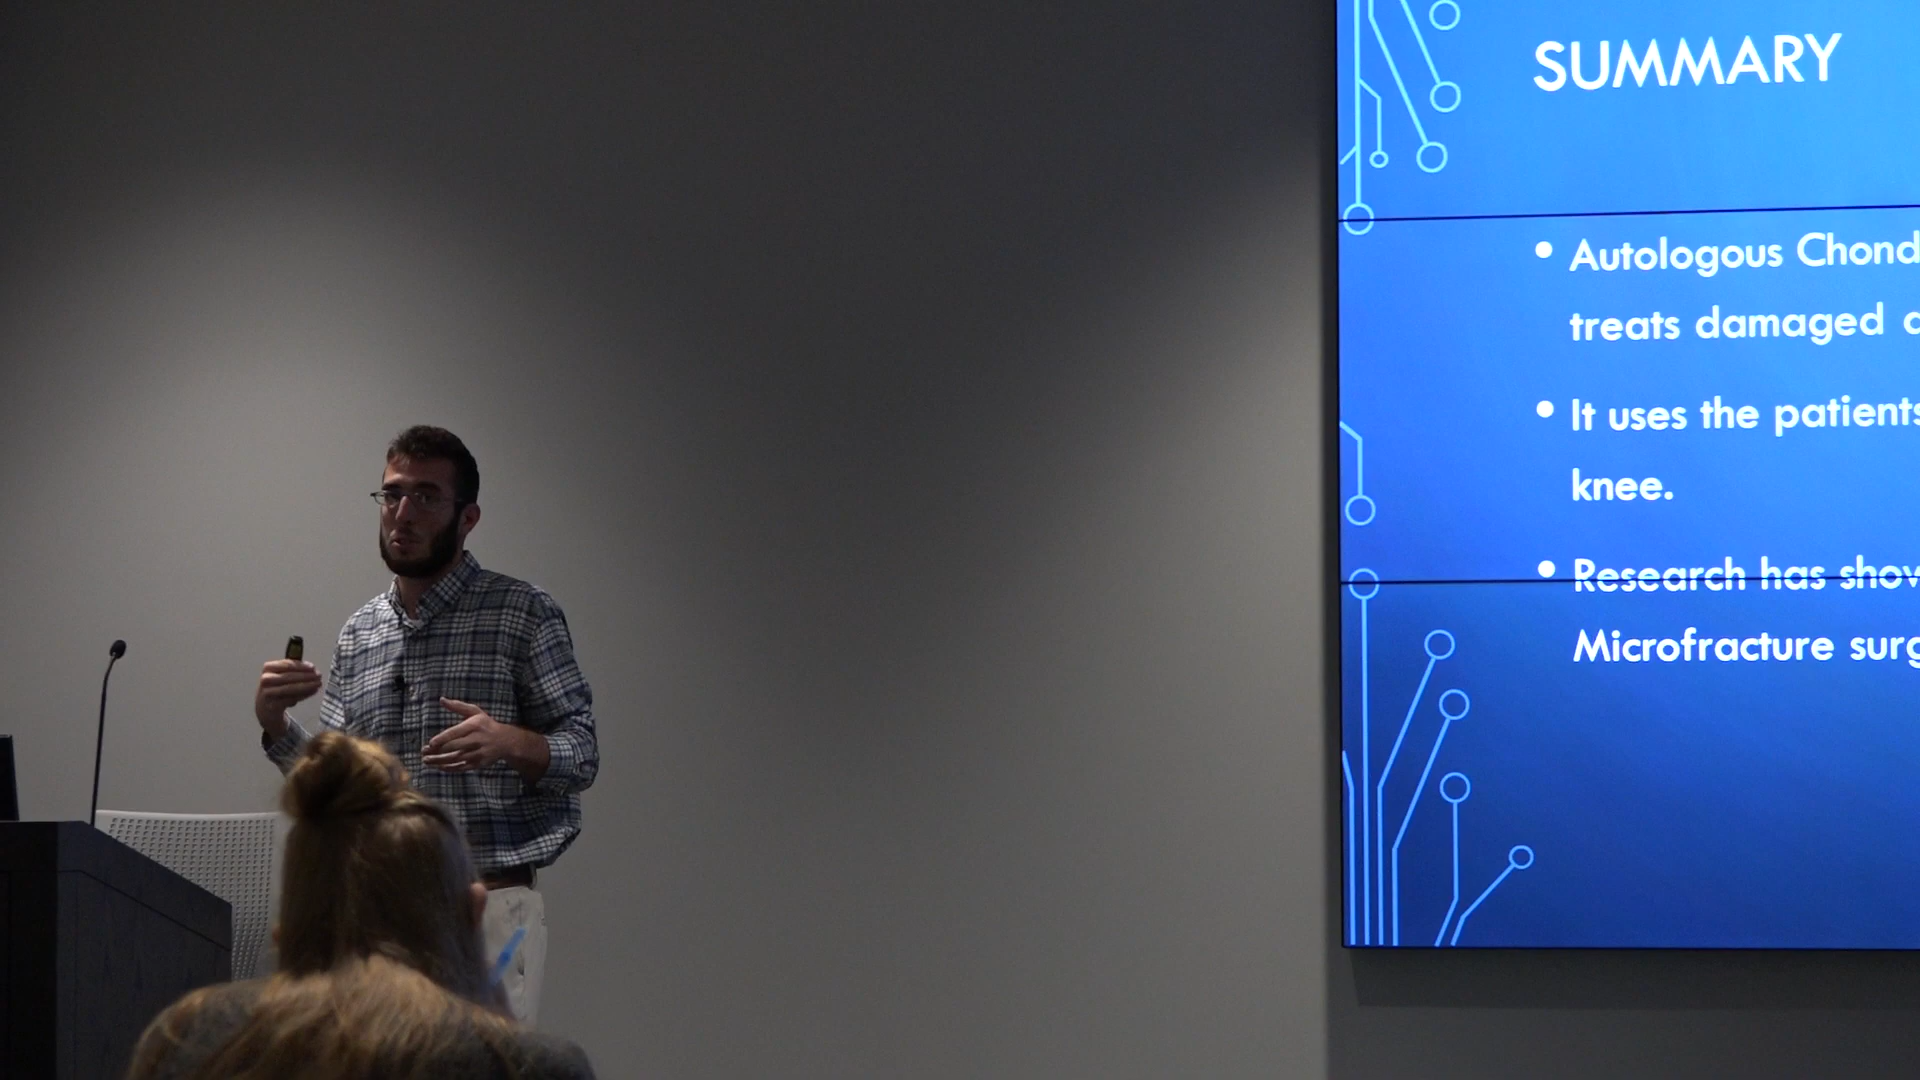 SUMMARY
• Autologous Chond
treats damaged
• It uses the patients
knee.
• Research has show
Microfracture surg